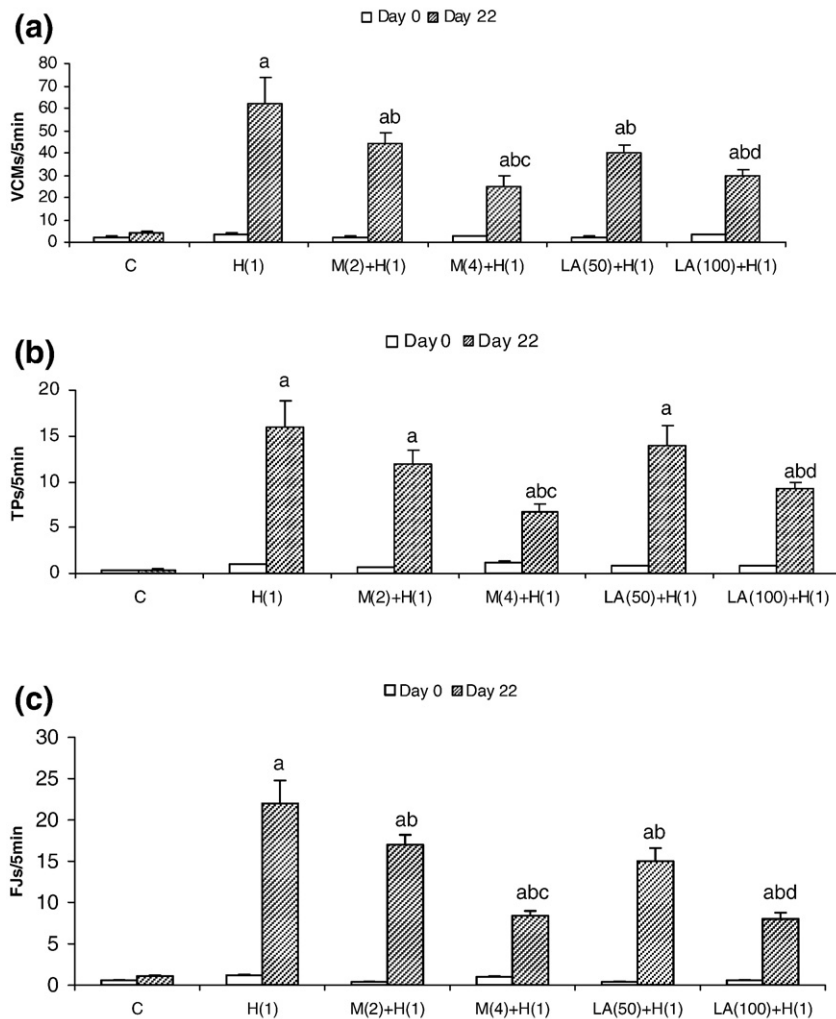 (a)
Day 0 Day 22
VCMs/5min
80
70
60
50
40
30
20
10
0
a
ab
abc
ab
abd
C H(1) M(2)+H(1) M(4)+H(1) LA(50)+H(1) LA(100)+H(1)
(b)
Day 0 Day 22
TPs/5min
20
15
10
5
0
a
a
abc
a
abd
C H(1) M(2)+H(1) M(4)+H(1) LA(50)+H(1) LA(100)+H(1)
(c)
Day 0 Day 22
FJs/5min
30
25
20
15
10
5
0
a
ab
abc
ab
abd
C H(1) M(2)+H(1) M(4)+H(1) LA(50)+H(1) LA(100)+H(1)